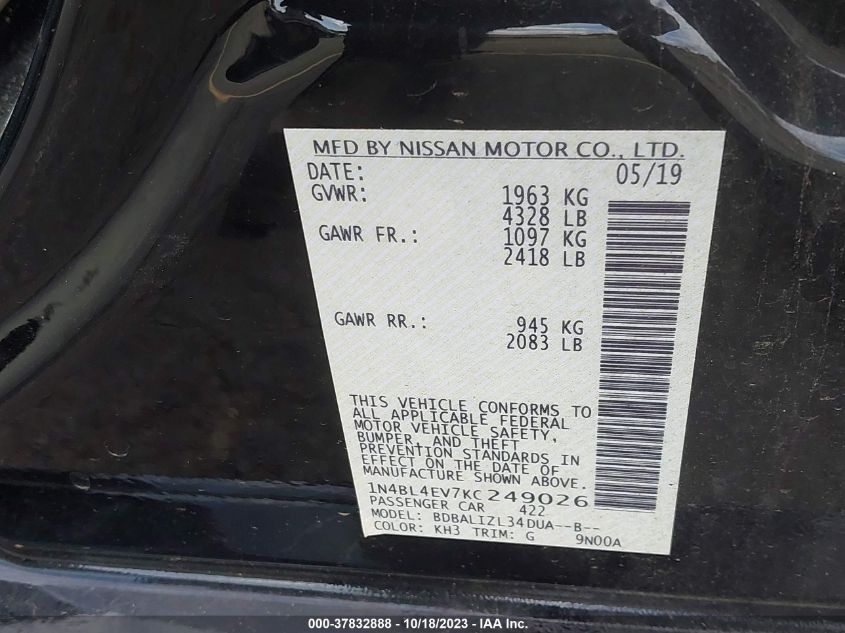 MFD BY NISSAN MOTOR CO., LTD.
DATE: 05/19
GVWR: 1963 KG
4328 LB
GAWR FR.: 1097 KG
2418 LB
GAWR RR.: 945 KG
2083 LB
THIS VEHICLE CONFORMS TO
ALL APPLICABLE FEDERAL
MOTOR VEHICLE SAFETY,
BUMPER, AND THEFT
PREVENTION STANDARDS IN
EFFECT ON THE DATE OF
MANUFACTURE SHOWN ABOVE.
1N4BL4EV7KC249026
PASSENGER CAR 422
MODEL: BDBALIZL34DUA--B--
COLOR: KH3 TRIM: G 9N00A
000-37832888 - 10/18/2023 - IAA Inc.